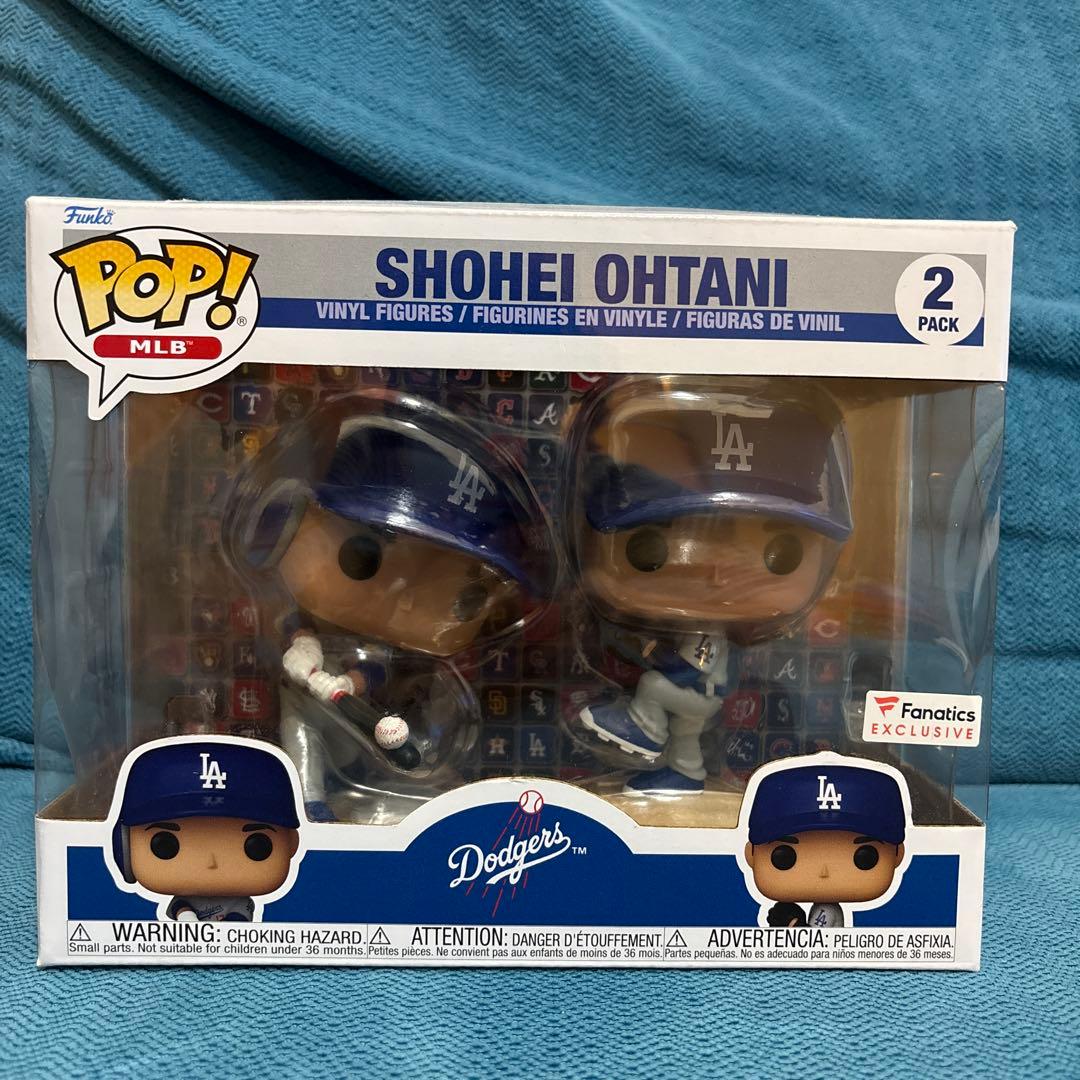 Funko
POP!®
MLB™
SHOHEI OHTANI
VINYL FIGURES / FIGURINES EN VINYLE / FIGURAS DE VINIL
2
PACK
LA
LA
Fanatics
EXCLUSIVE
LA
LA
Dodgers™
⚠ WARNING: CHOKING HAZARD.
Small parts. Not suitable for children under 36 months.
⚠ ATTENTION: DANGER D'ÉTOUFFEMENT.
Petites pièces. Ne convient pas aux enfants de moins de 36 mois.
⚠ ADVERTENCIA: PELIGRO DE ASFIXIA.
Partes pequeñas. No es adecuado para niños menores de 36 meses.